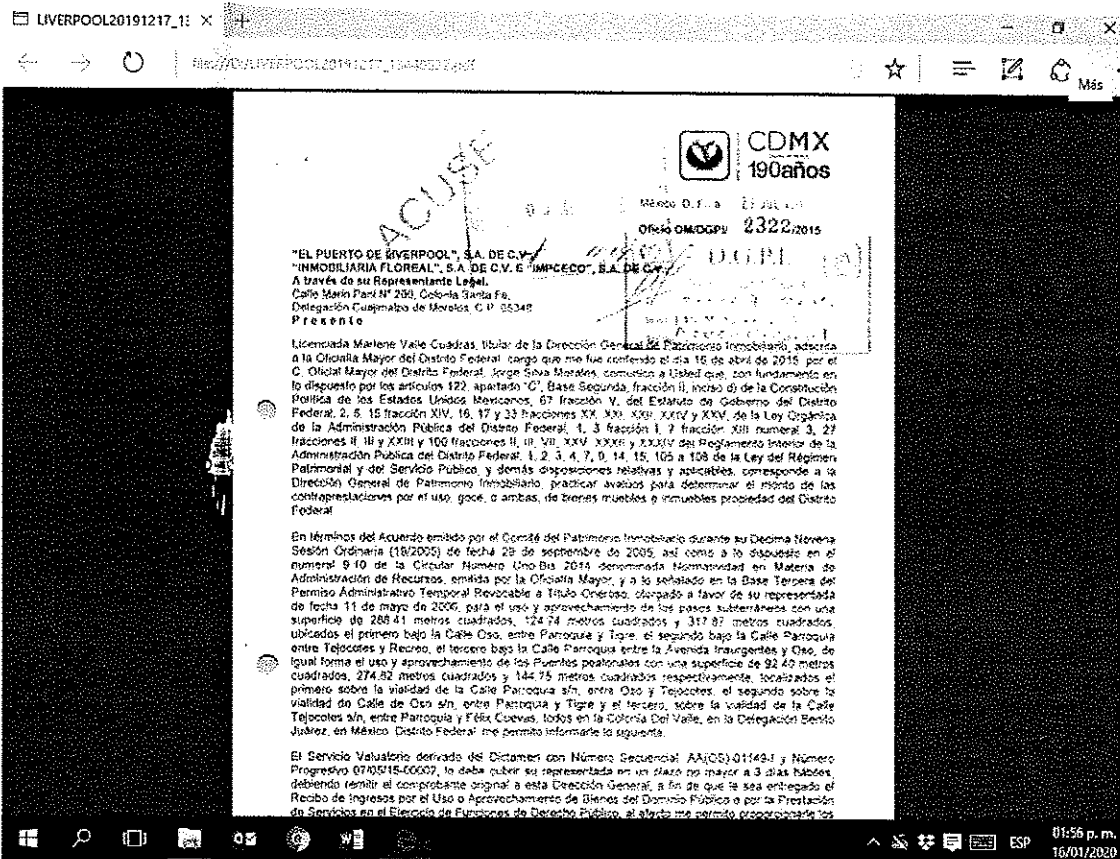 LIVERPOOL20191217_1:
Más
ACUSE
CDMX
190años
México D.F. a
Oficio OM/DGPI/ 2322/2015
D.G.P.I.
"EL PUERTO DE LIVERPOOL", S.A. DE C.V.
"INMOBILIARIA FLOREAL", S.A. DE C.V. E "IMPCECO", S.A. DE C.V.
A través de su Representante Legal.
Calle Mario Pani N° 200, Colonia Santa Fe,
Delegación Cuajimalpa de Morelos, C.P. 05348
Presente
Licenciada Marlene Valle Cuadras, titular de la Dirección General de Patrimonio Inmobiliario, adscrita
a la Oficialía Mayor del Distrito Federal, cargo que me fue conferido el día 16 de abril de 2015, por el
C. Oficial Mayor del Distrito Federal, Jorge Silva Morales, comunico a Usted que, con fundamento en
lo dispuesto por los artículos 122, apartado "C", Base Segunda, fracción II, inciso d) de la Constitución
Política de los Estados Unidos Mexicanos, 67 fracción V, del Estatuto de Gobierno del Distrito
Federal, 2, 5, 15 fracción XIV, 16, 17 y 33 fracciones XX, XXI, XXII, XXIV y XXV, de la Ley Orgánica
de la Administración Pública del Distrito Federal, 1, 3 fracción I, 7 fracción XIII numeral 3, 27
fracciones II, III y XXIII y 100 fracciones II, III, VII, XXV, XXXII y XXXIV del Reglamento Interior de la
Administración Pública del Distrito Federal, 1, 2, 3, 4, 7, 9, 14, 15, 105 a 108 de la Ley del Régimen
Patrimonial y del Servicio Público, y demás disposiciones relativas y aplicables, corresponde a la
Dirección General de Patrimonio Inmobiliario, practicar avalúos para determinar el monto de las
contraprestaciones por el uso, goce, o ambas, de bienes muebles e inmuebles propiedad del Distrito
Federal
En términos del Acuerdo emitido por el Comité del Patrimonio Inmobiliario durante su Décima Novena
Sesión Ordinaria (19/2005) de fecha 29 de septiembre de 2005, así como a lo dispuesto en el
numeral 9.10 de la Circular Número Uno Bis 2014 denominada Normatividad en Materia de
Administración de Recursos, emitida por la Oficialía Mayor, y a lo señalado en la Base Tercera del
Permiso Administrativo Temporal Revocable a Título Oneroso, otorgado a favor de su representada
de fecha 11 de mayo de 2006, para el uso y aprovechamiento de los pasos subterráneos con una
superficie de 288.41 metros cuadrados, 124.74 metros cuadrados y 317.87 metros cuadrados,
ubicados el primero bajo la Calle Oso, entre Parroquia y Tigre, el segundo bajo la Calle Parroquia
entre Tejocotes y Recreo, el tercero bajo la Calle Parroquia entre la Avenida Insurgentes y Oso, de
igual forma el uso y aprovechamiento de los Puentes peatonales con una superficie de 92.40 metros
cuadrados, 274.82 metros cuadrados y 144.75 metros cuadrados respectivamente, localizados el
primero sobre la vialidad de la Calle Parroquia s/n, entre Oso y Tejocotes, el segundo sobre la
vialidad de Calle de Oso s/n, entre Parroquia y Tigre y el tercero, sobre la vialidad de la Calle
Tejocotes s/n, entre Parroquia y Félix Cuevas, todos en la Colonia Del Valle, en la Delegación Benito
Juárez, en México, Distrito Federal me permito informarle lo siguiente.
El Servicio Valuatorio derivado del Dictamen con Número Secuencial AA(OS)-01149-I y Número
Progresivo 07/05/15-00002, lo debe cubrir su representada en un plazo no mayor a 3 días hábiles,
debiendo remitir el comprobante original a esta Dirección General, a fin de que le sea entregado el
Recibo de Ingresos por el Uso o Aprovechamiento de Bienes del Dominio Público o por la Prestación
de Servicios en el Ejercicio de Funciones de Derecho Público, al efecto me permito proporcionarle los
ESP
01:56 p. m.
16/01/2020